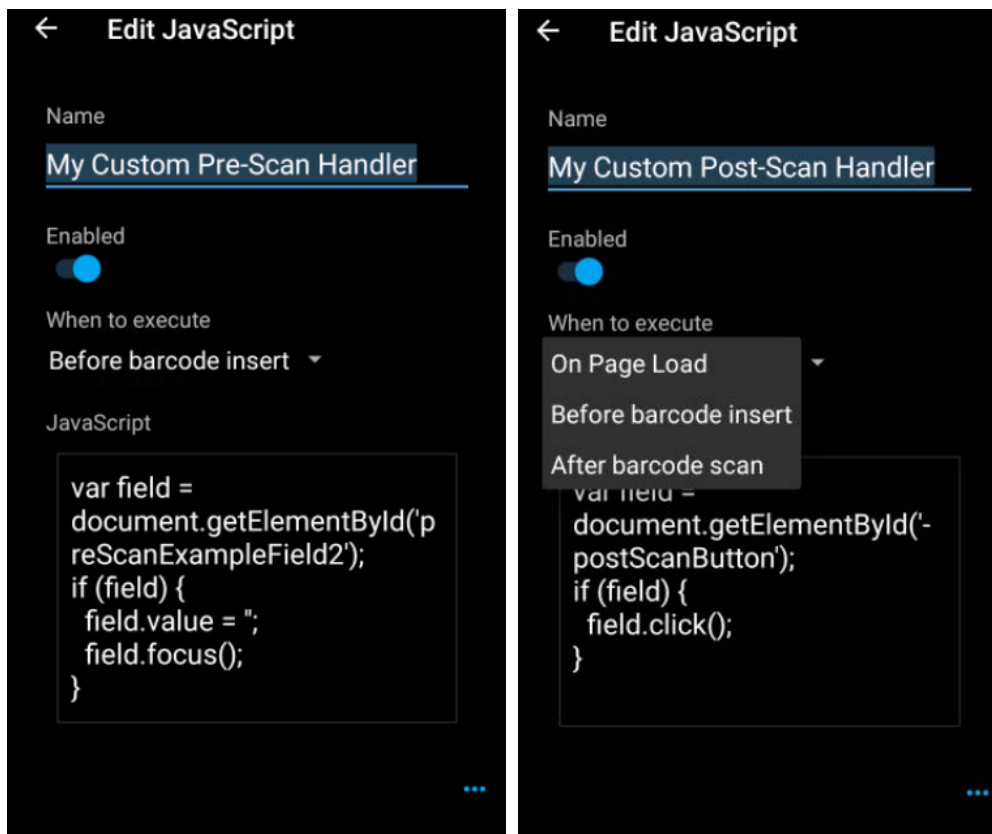 Edit JavaScript
Name
My Custom Pre-Scan Handler
Enabled
When to execute
Before barcode insert
JavaScript
var field =
document.getElementById('p
reScanExampleField2');
if (field) {
field.value = '';
field.focus();
}
Edit JavaScript
Name
My Custom Post-Scan Handler
Enabled
When to execute
On Page Load
Before barcode insert
After barcode scan
var field =
document.getElementById('-
postScanButton');
if (field) {
field.click();
}